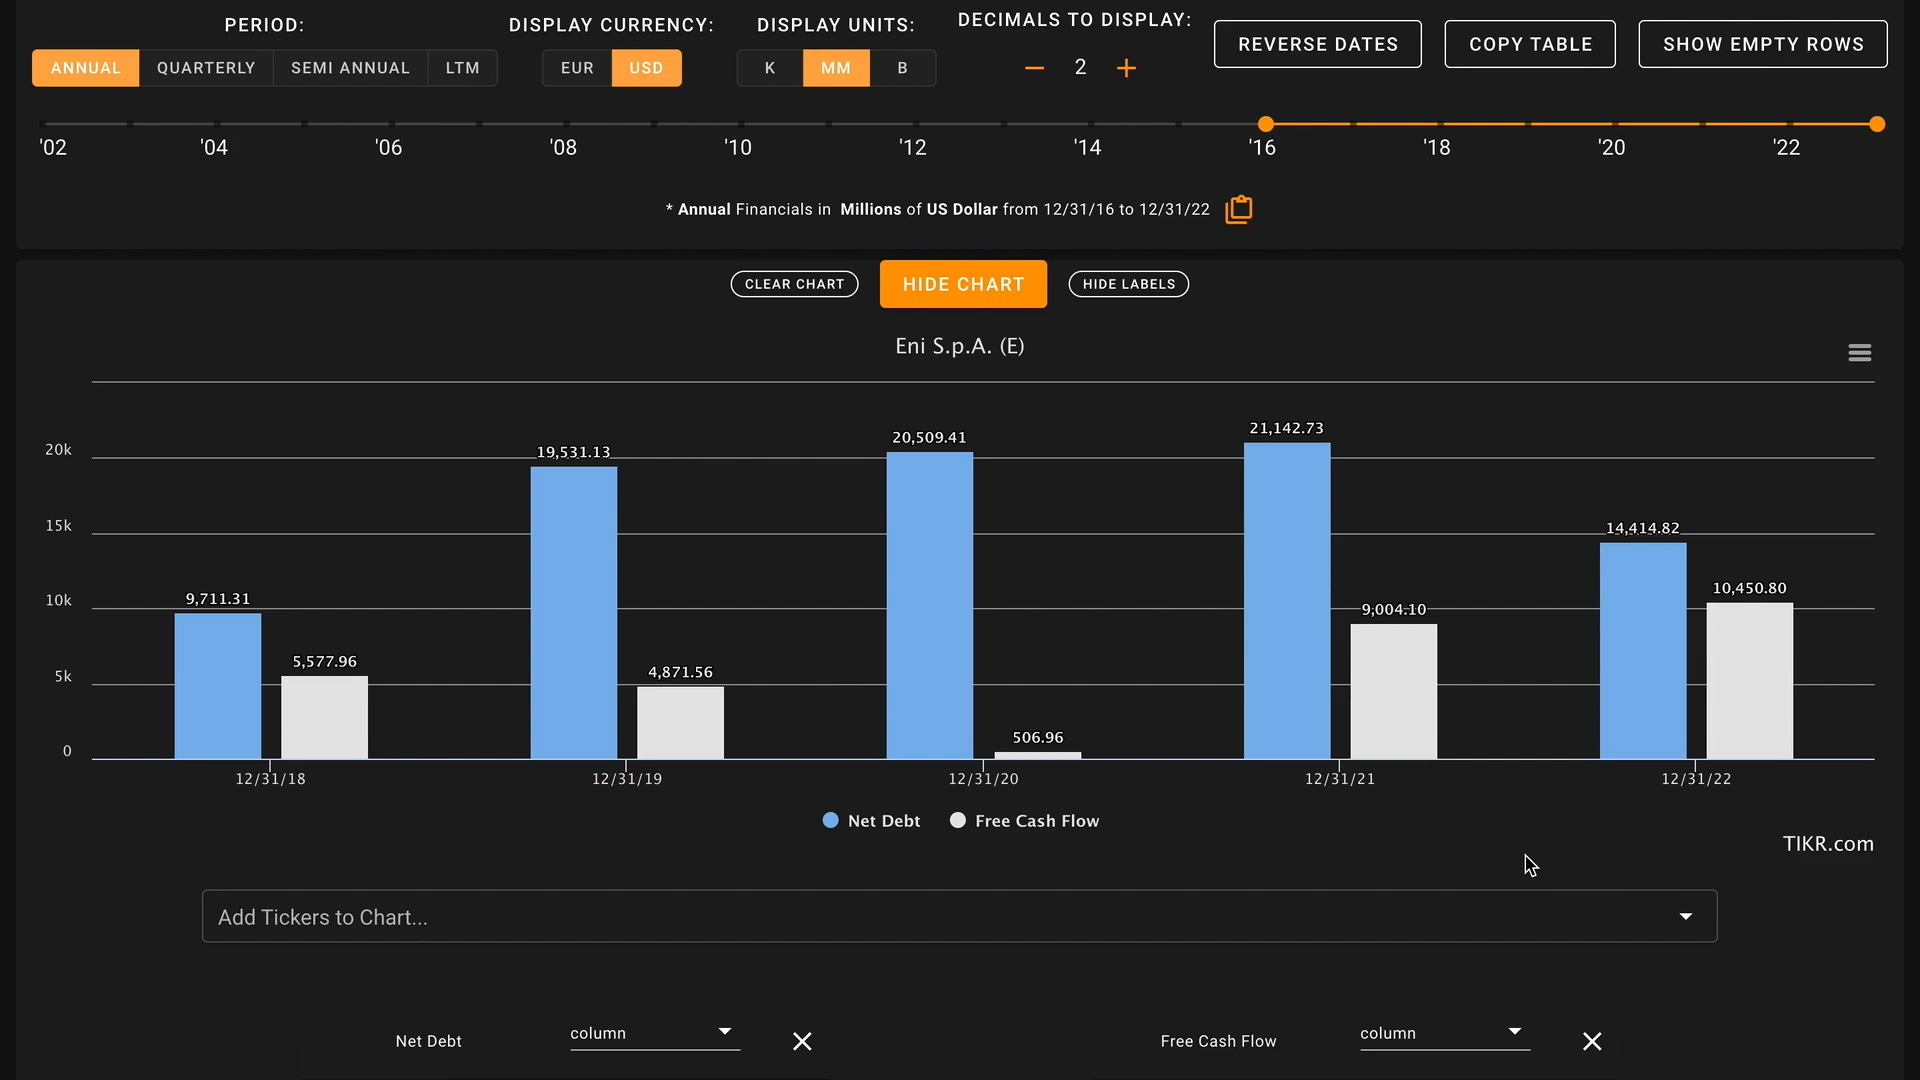 PERIOD:
DISPLAY CURRENCY:
DISPLAY UNITS:
DECIMALS TO DISPLAY:
ANNUAL QUARTERLY SEMI ANNUAL LTM
EUR USD
K MM B
2
REVERSE DATES
COPY TABLE
SHOW EMPTY ROWS
'02 '04 '06 '08 '10 '12 '14 '16 '18 '20 '22
* Annual Financials in Millions of US Dollar from 12/31/16 to 12/31/22
CLEAR CHART
HIDE CHART
HIDE LABELS
Eni S.p.A. (E)
20k
15k
10k
5k
0
9,711.31
5,577.96
19,531.13
4,871.56
20,509.41
506.96
21,142.73
9,004.10
14,414.82
10,450.80
12/31/18 12/31/19 12/31/20 12/31/21 12/31/22
Net Debt Free Cash Flow
TIKR.com
Add Tickers to Chart...
Net Debt column
Free Cash Flow column